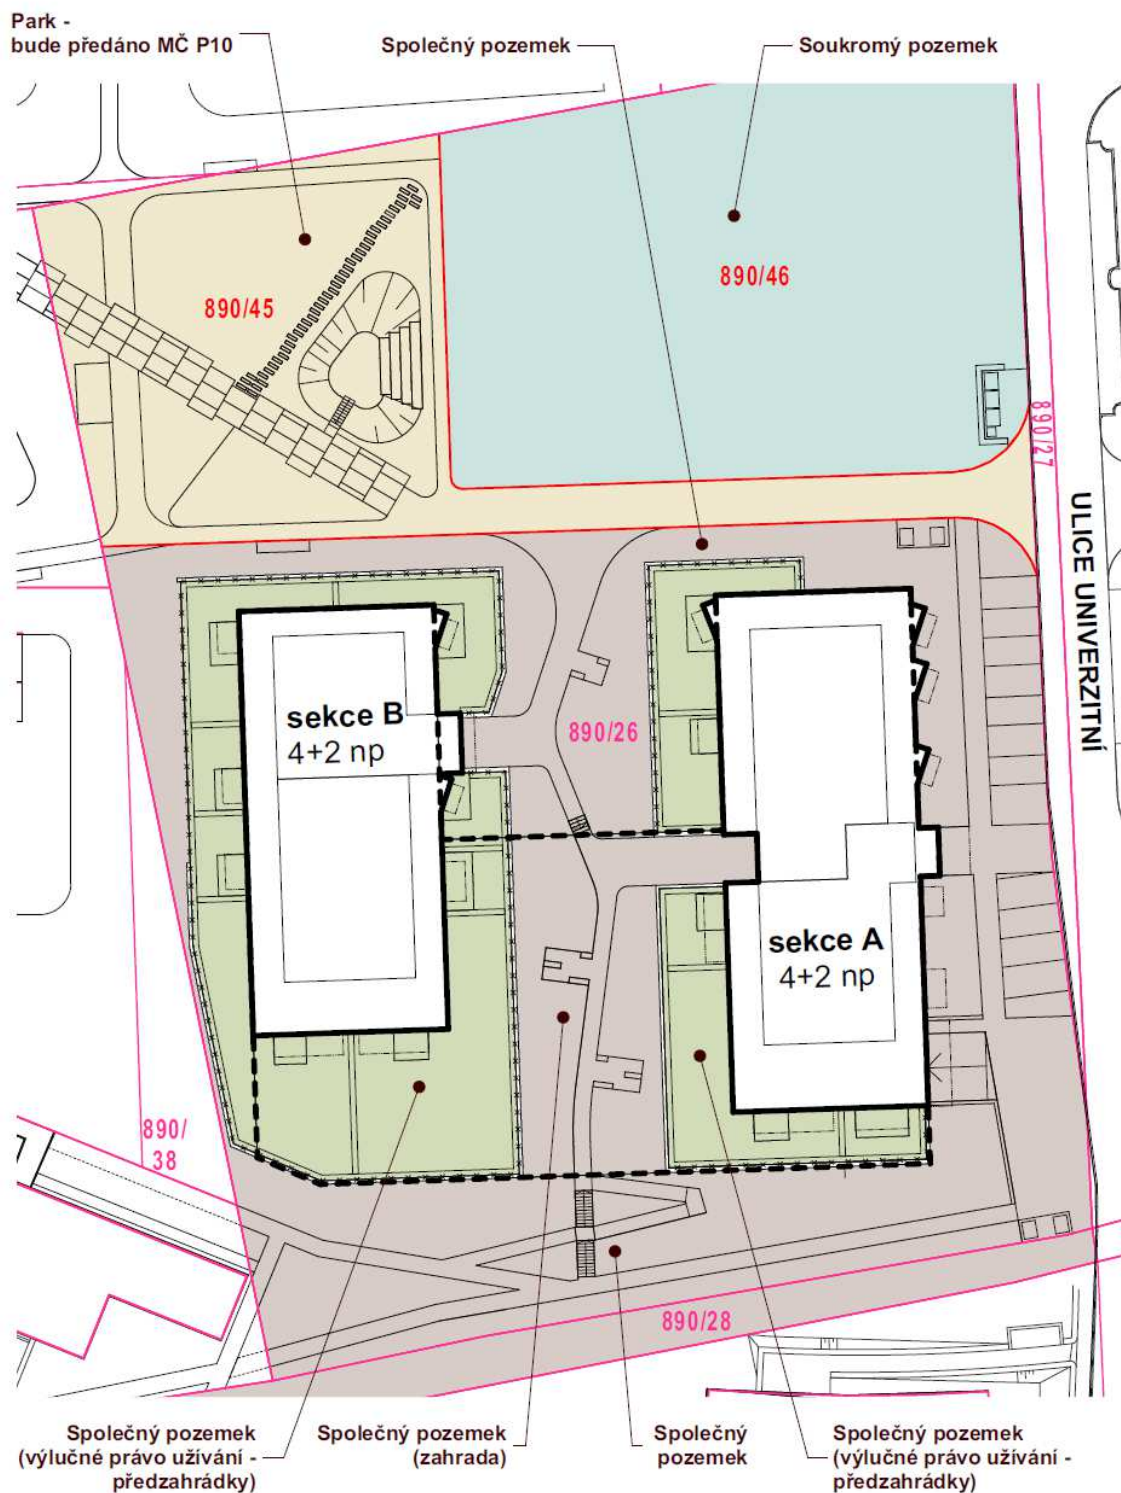 Park -
bude předáno MČ P10
Společný pozemek
Soukromý pozemek
890/45
890/46
890/27
ULICE UNIVERZITNÍ
sekce B
4+2 np
890/26
sekce A
4+2 np
890/
38
890/28
Společný pozemek
(výlučné právo užívání -
předzahrádky)
Společný pozemek
(zahrada)
Společný
pozemek
Společný pozemek
(výlučné právo užívání -
předzahrádky)